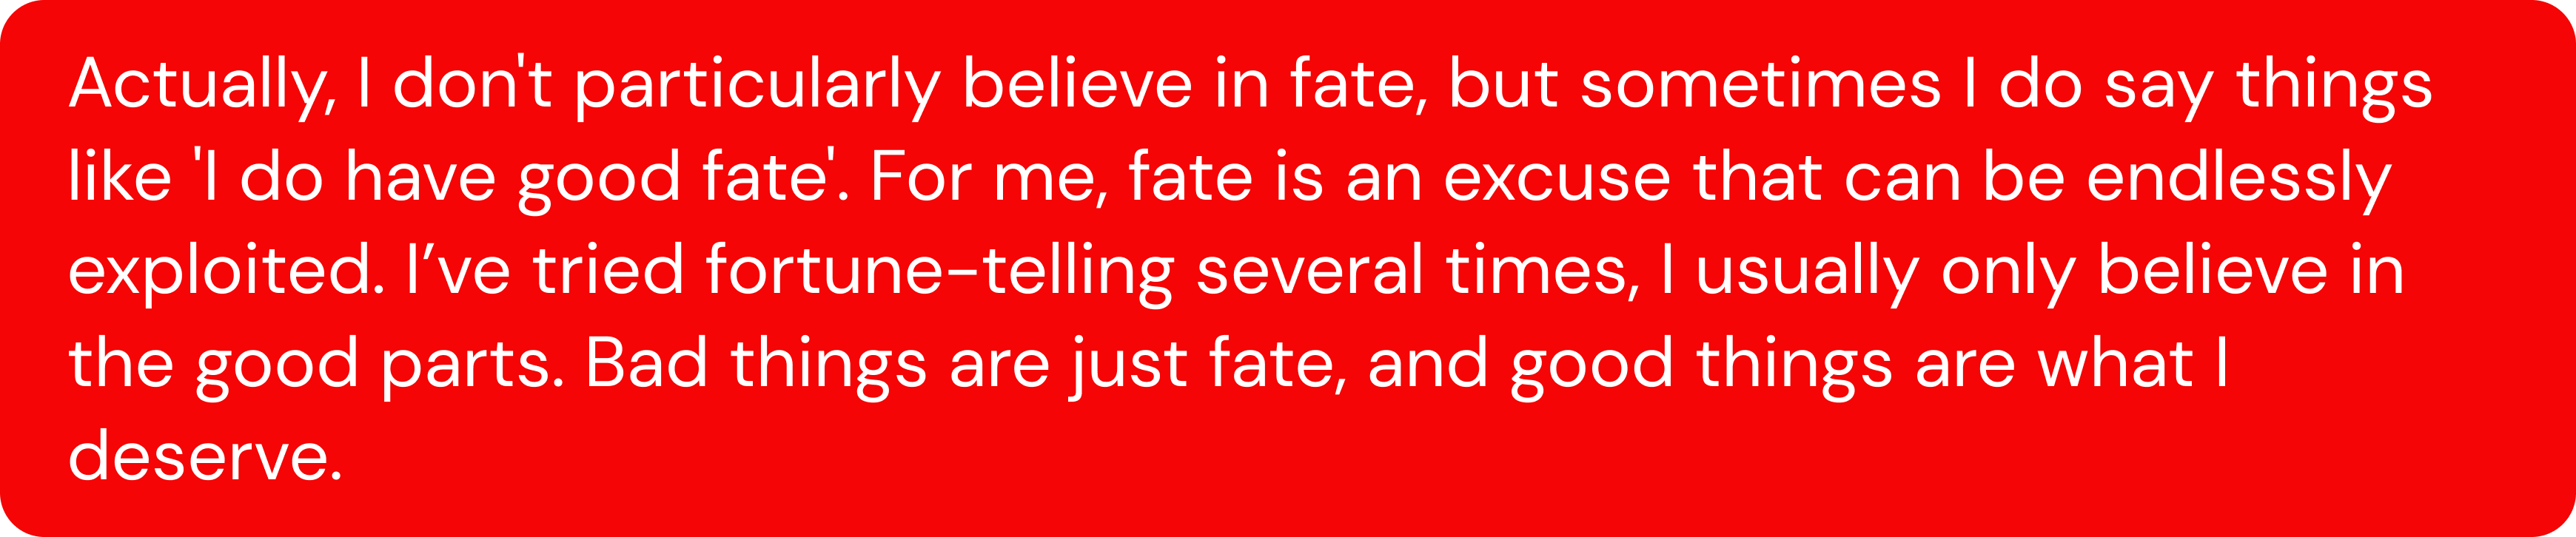 Actually, I don't particularly believe in fate, but sometimes I do say things
like 'I do have good fate'. For me, fate is an excuse that can be endlessly
exploited. I’ve tried fortune-telling several times, I usually only believe in
the good parts. Bad things are just fate, and good things are what I
deserve.